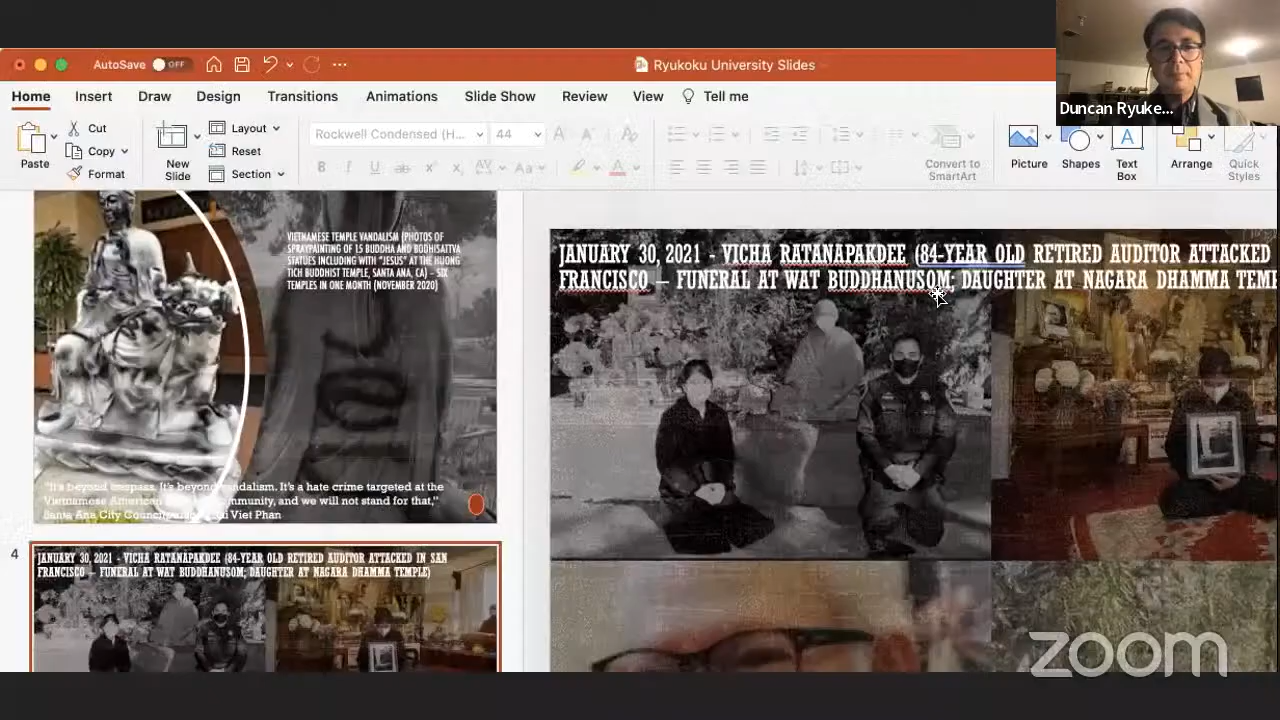 AutoSave OFF
Ryukoku University Slides
Duncan Ryuke...
Home Insert Draw Design Transitions Animations Slide Show Review View Tell me
Paste
Cut
Copy
Format
New Slide
Layout
Reset
Section
Rockwell Condensed (H... 44
Convert to SmartArt
Picture
Shapes
Text Box
Arrange
Quick Styles
VIETNAMESE TEMPLE VANDALISM (PHOTOS OF
SPRAYPAINTING OF 15 BUDDHA AND BODHISATTVA
STATUES INCLUDING WITH "JESUS" AT THE HUONG
TICH BUDDHIST TEMPLE, SANTA ANA, CA) – SIX
TEMPLES IN ONE MONTH (NOVEMBER 2020)
"It's beyond trespass. It's beyond vandalism. It's a hate crime targeted at the
Vietnamese American community, and we will not stand for that,"
Santa Ana City Viet Phan
4
JANUARY 30, 2021 - VICHA RATANAPAKDEE (84-YEAR OLD RETIRED AUDITOR ATTACKED IN SAN
FRANCISCO – FUNERAL AT WAT BUDDHANUSOM; DAUGHTER AT NAGARA DHAMMA TEMPLE)
JANUARY 30, 2021 - VICHA RATANAPAKDEE (84-YEAR OLD RETIRED AUDITOR ATTACKED
FRANCISCO – FUNERAL AT WAT BUDDHANUSOM; DAUGHTER AT NAGARA DHAMMA TEMP
zoom